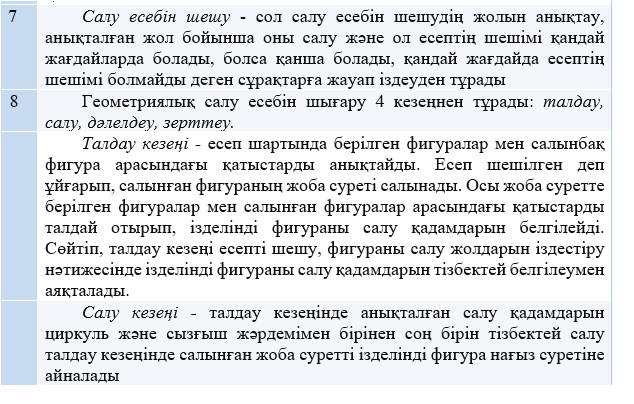 7 Салу есебін шешу - сол салу есебін шешудің жолын анықтау,
анықталған жол бойынша оны салу және ол есептің шешімі қандай
жағдайларда болады, болса қанша болады, қандай жағдайда есептің
шешімі болмайды деген сұрақтарға жауап іздеуден тұрады
8 Геометриялық салу есебін шығару 4 кезеңнен тұрады: талдау,
салу, дәлелдеу, зерттеу.
Талдау кезеңі - есеп шартында берілген фигуралар мен салынбақ
фигура арасындағы қатыстарды анықтайды. Есеп шешілген деп
ұйғарып, салынған фигураның жоба суреті салынады. Осы жоба суретте
берілген фигуралар мен салынған фигуралар арасындағы қатыстарды
талдай отырып, ізделінді фигураны салу қадамдарын белгілейді.
Сөйтіп, талдау кезеңі есепті шешу, фигураны салу жолдарын іздестіру
нәтижесінде ізделінді фигураны салу қадамдарын тізбектей белгілеумен
аяқталады.
Салу кезеңі - талдау кезеңінде анықталған салу қадамдарын
циркуль және сызғыш жәрдемімен бірінен соң бірін тізбектей салу
талдау кезеңінде салынған жоба суретті ізделінді фигура нағыз суретіне
айналады